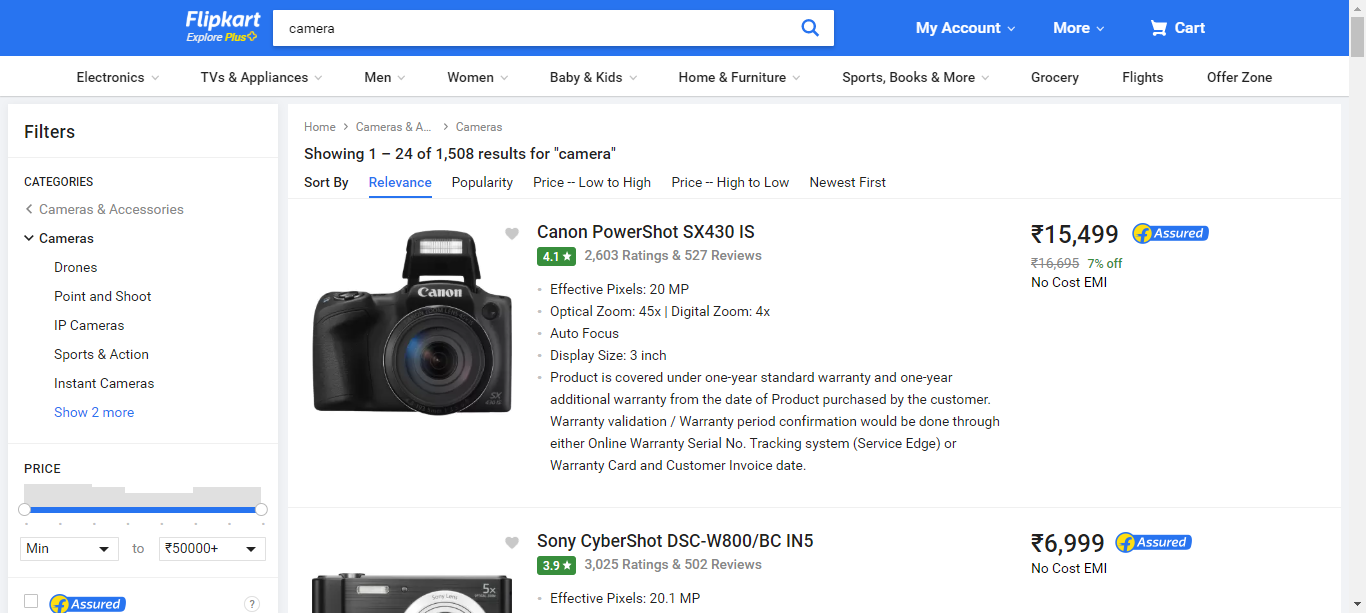 Flipkart
Explore Plus
camera
My Account
More
Cart
Electronics
TVs & Appliances
Men
Women
Baby & Kids
Home & Furniture
Sports, Books & More
Grocery
Flights
Offer Zone
Filters
CATEGORIES
Cameras & Accessories
Cameras
Drones
Point and Shoot
IP Cameras
Sports & Action
Instant Cameras
Show 2 more
PRICE
Min
to
₹50000+
Assured
?
Home
Cameras & A...
Cameras
Showing 1 – 24 of 1,508 results for "camera"
Sort By
Relevance
Popularity
Price -- Low to High
Price -- High to Low
Newest First
Canon
SX
Canon PowerShot SX430 IS
4.1 ★
2,603 Ratings & 527 Reviews
Effective Pixels: 20 MP
Optical Zoom: 45x | Digital Zoom: 4x
Auto Focus
Display Size: 3 inch
Product is covered under one-year standard warranty and one-year
additional warranty from the date of Product purchased by the customer.
Warranty validation / Warranty period confirmation would be done through
either Online Warranty Serial No. Tracking system (Service Edge) or
Warranty Card and Customer Invoice date.
₹15,499
Assured
₹16,695 7% off
No Cost EMI
5x
Sony Lens
Sony CyberShot DSC-W800/BC IN5
3.9 ★
3,025 Ratings & 502 Reviews
Effective Pixels: 20.1 MP
₹6,999
Assured
No Cost EMI